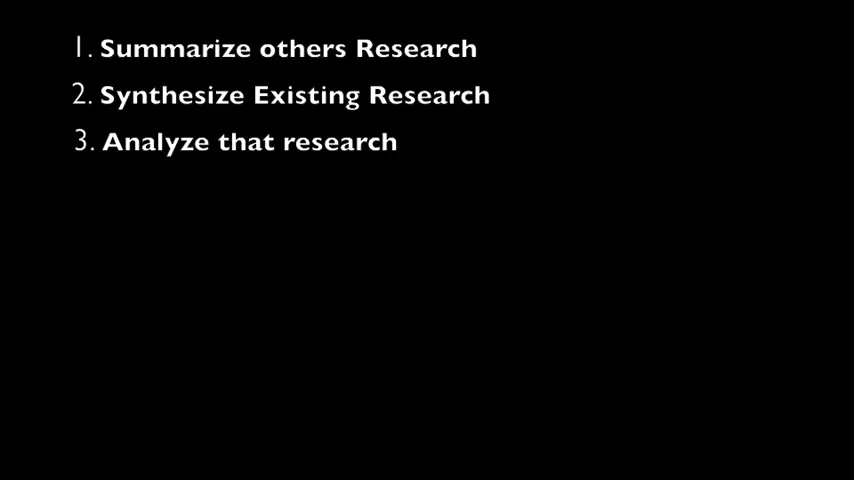 1. Summarize others Research
2. Synthesize Existing Research
3. Analyze that research